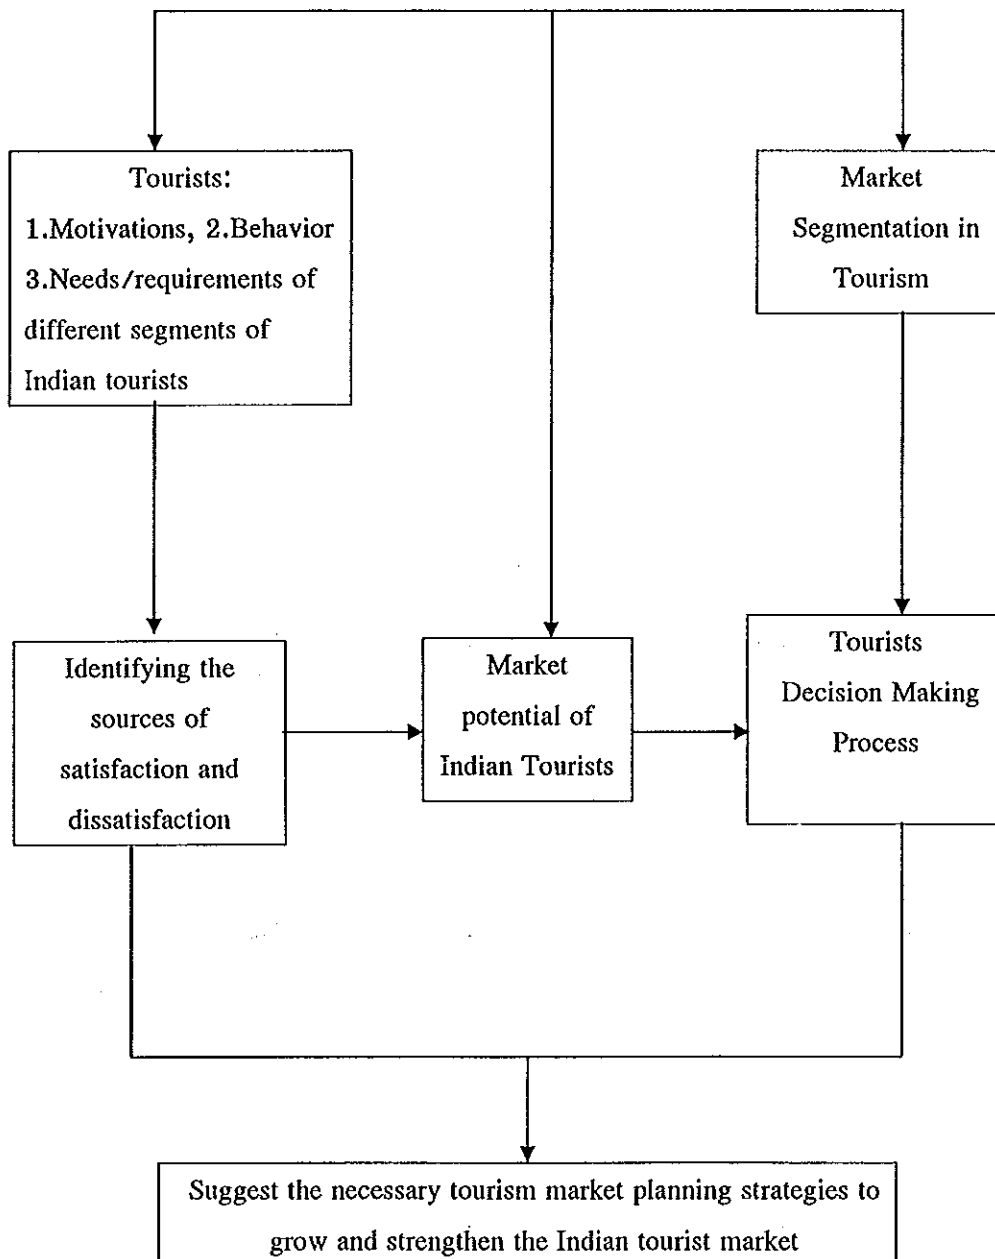 Tourists:
1.Motivations, 2.Behavior
3.Needs/requirements of
different segments of
Indian tourists
Market
Segmentation in
Tourism
Identifying the
sources of
satisfaction and
dissatisfaction
Market
potential of
Indian Tourists
Tourists
Decision Making
Process
Suggest the necessary tourism market planning strategies to
grow and strengthen the Indian tourist market